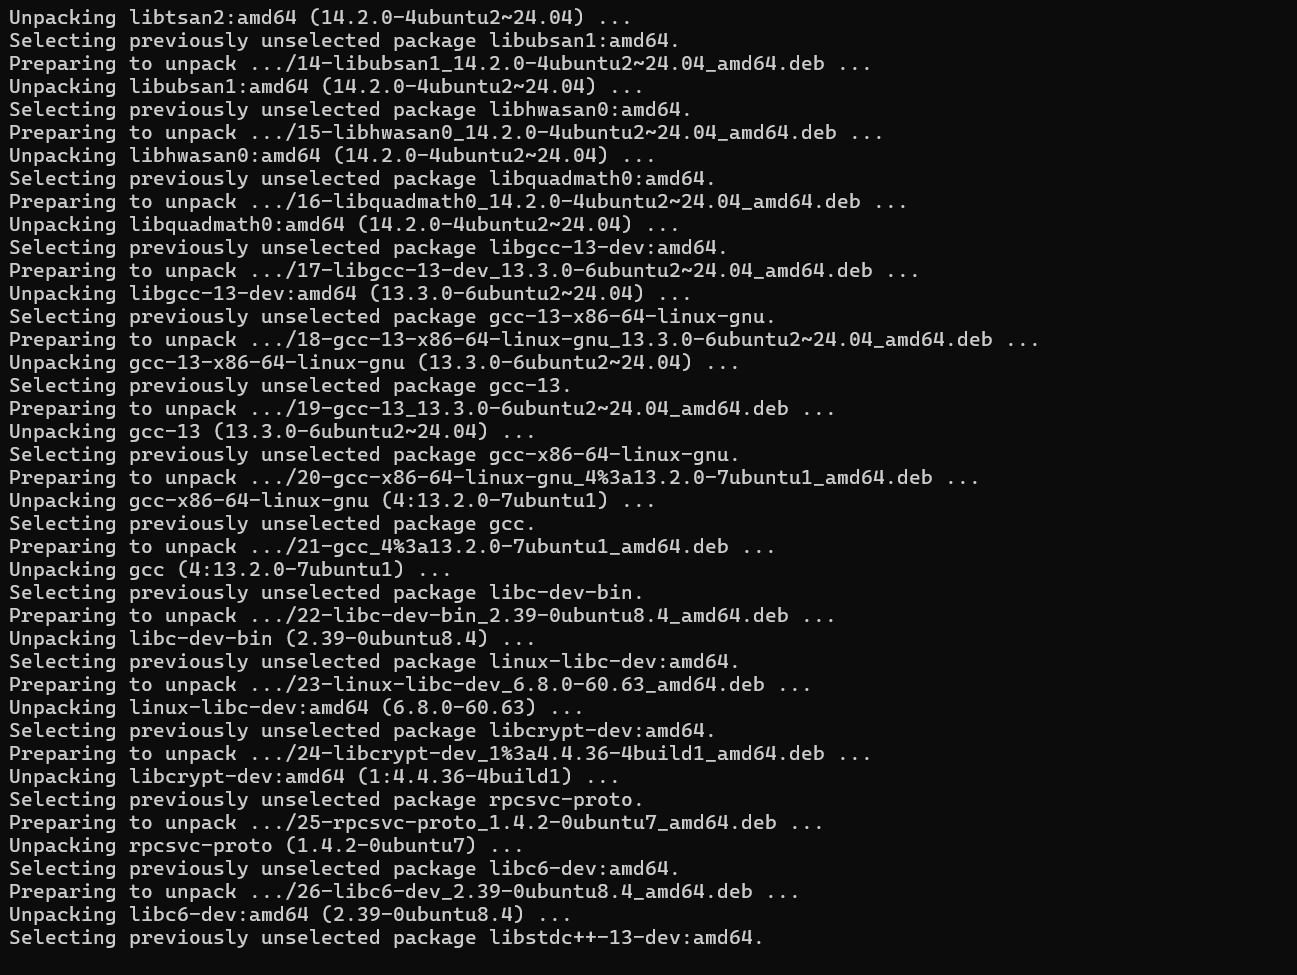 Unpacking libtsan2:amd64 (14.2.0-4ubuntu2~24.04) ...
Selecting previously unselected package libubsan1:amd64.
Preparing to unpack .../14-libubsan1_14.2.0-4ubuntu2~24.04_amd64.deb ...
Unpacking libubsan1:amd64 (14.2.0-4ubuntu2~24.04) ...
Selecting previously unselected package libhwasan0:amd64.
Preparing to unpack .../15-libhwasan0_14.2.0-4ubuntu2~24.04_amd64.deb ...
Unpacking libhwasan0:amd64 (14.2.0-4ubuntu2~24.04) ...
Selecting previously unselected package libquadmath0:amd64.
Preparing to unpack .../16-libquadmath0_14.2.0-4ubuntu2~24.04_amd64.deb ...
Unpacking libquadmath0:amd64 (14.2.0-4ubuntu2~24.04) ...
Selecting previously unselected package libgcc-13-dev:amd64.
Preparing to unpack .../17-libgcc-13-dev_13.3.0-6ubuntu2~24.04_amd64.deb ...
Unpacking libgcc-13-dev:amd64 (13.3.0-6ubuntu2~24.04) ...
Selecting previously unselected package gcc-13-x86-64-linux-gnu.
Preparing to unpack .../18-gcc-13-x86-64-linux-gnu_13.3.0-6ubuntu2~24.04_amd64.deb ...
Unpacking gcc-13-x86-64-linux-gnu (13.3.0-6ubuntu2~24.04) ...
Selecting previously unselected package gcc-13.
Preparing to unpack .../19-gcc-13_13.3.0-6ubuntu2~24.04_amd64.deb ...
Unpacking gcc-13 (13.3.0-6ubuntu2~24.04) ...
Selecting previously unselected package gcc-x86-64-linux-gnu.
Preparing to unpack .../20-gcc-x86-64-linux-gnu_4%3a13.2.0-7ubuntu1_amd64.deb ...
Unpacking gcc-x86-64-linux-gnu (4:13.2.0-7ubuntu1) ...
Selecting previously unselected package gcc.
Preparing to unpack .../21-gcc_4%3a13.2.0-7ubuntu1_amd64.deb ...
Unpacking gcc (4:13.2.0-7ubuntu1) ...
Selecting previously unselected package libc-dev-bin.
Preparing to unpack .../22-libc-dev-bin_2.39-0ubuntu8.4_amd64.deb ...
Unpacking libc-dev-bin (2.39-0ubuntu8.4) ...
Selecting previously unselected package linux-libc-dev:amd64.
Preparing to unpack .../23-linux-libc-dev_6.8.0-60.63_amd64.deb ...
Unpacking linux-libc-dev:amd64 (6.8.0-60.63) ...
Selecting previously unselected package libcrypt-dev:amd64.
Preparing to unpack .../24-libcrypt-dev_1%3a4.4.36-4build1_amd64.deb ...
Unpacking libcrypt-dev:amd64 (1:4.4.36-4build1) ...
Selecting previously unselected package rpcsvc-proto.
Preparing to unpack .../25-rpcsvc-proto_1.4.2-0ubuntu7_amd64.deb ...
Unpacking rpcsvc-proto (1.4.2-0ubuntu7) ...
Selecting previously unselected package libc6-dev:amd64.
Preparing to unpack .../26-libc6-dev_2.39-0ubuntu8.4_amd64.deb ...
Unpacking libc6-dev:amd64 (2.39-0ubuntu8.4) ...
Selecting previously unselected package libstdc++-13-dev:amd64.